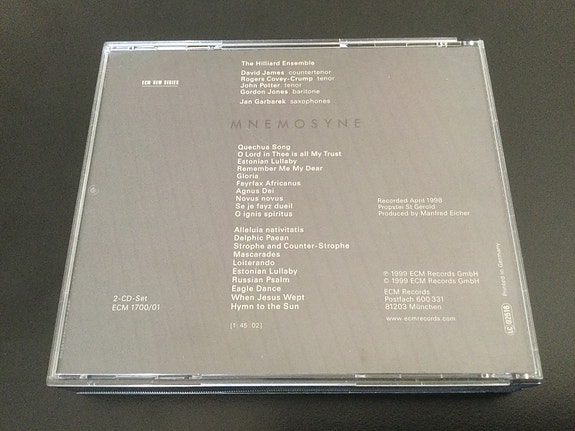 ECM NEW SERIES
The Hilliard Ensemble
David James countertenor
Rogers Covey-Crump tenor
John Potter tenor
Gordon Jones baritone
Jan Garbarek saxophones
MNEMOSYNE
Quechua Song
O Lord in Thee is all My Trust
Estonian Lullaby
Remember Me My Dear
Gloria
Fayrfax Africanus
Agnus Dei
Novus novus
Se je fayz dueil
O ignis spiritus
Alleluia nativitatis
Delphic Paean
Strophe and Counter-Strophe
Mascarades
Loiterando
Estonian Lullaby
Russian Psalm
Eagle Dance
When Jesus Wept
Hymn to the Sun
[1:45:02]
2-CD-Set
ECM 1700/01
Recorded April 1998
Propstei St Gerold
Produced by Manfred Eicher
℗ 1999 ECM Records GmbH
© 1999 ECM Records GmbH
ECM Records
Postfach 600 331
81203 München
www.ecmrecords.com
Printed in Germany
LC 02516